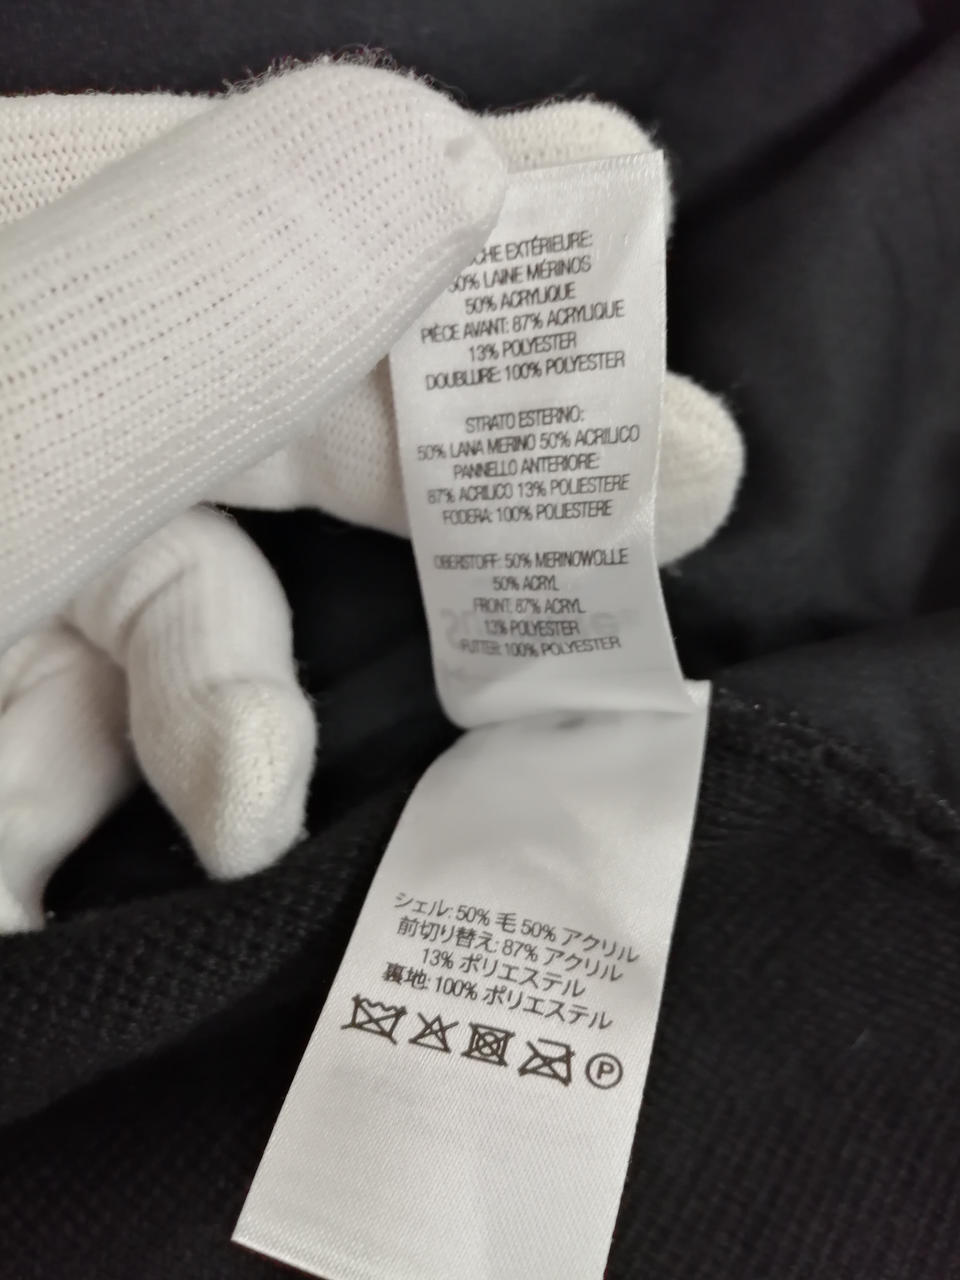 CHE EXTÉRIEURE:
50% LAINE MÉRINOS
50% ACRYLIQUE
PIÈCE AVANT: 87% ACRYLIQUE
13% POLYESTER
DOUBLURE: 100% POLYESTER
STRATO ESTERNO:
50% LANA MERINO 50% ACRILICO
PANNELLO ANTERIORE:
87% ACRILICO 13% POLIESTERE
FODERA: 100% POLIESTERE
OBERSTOFF: 50% MERINOWOLLE
50% ACRYL
FRONT: 87% ACRYL
13% POLYESTER
FUTTER: 100% POLYESTER
シェル: 50% 毛 50% アクリル
前切り替え: 87% アクリル
13% ポリエステル
裏地: 100% ポリエステル
P